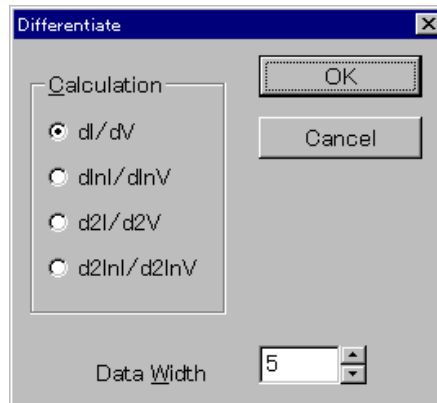 Differentiate
Calculation
dI/dV
dlnI/dlnV
d2I/d2V
d2lnI/d2lnV
OK
Cancel
Data Width
5